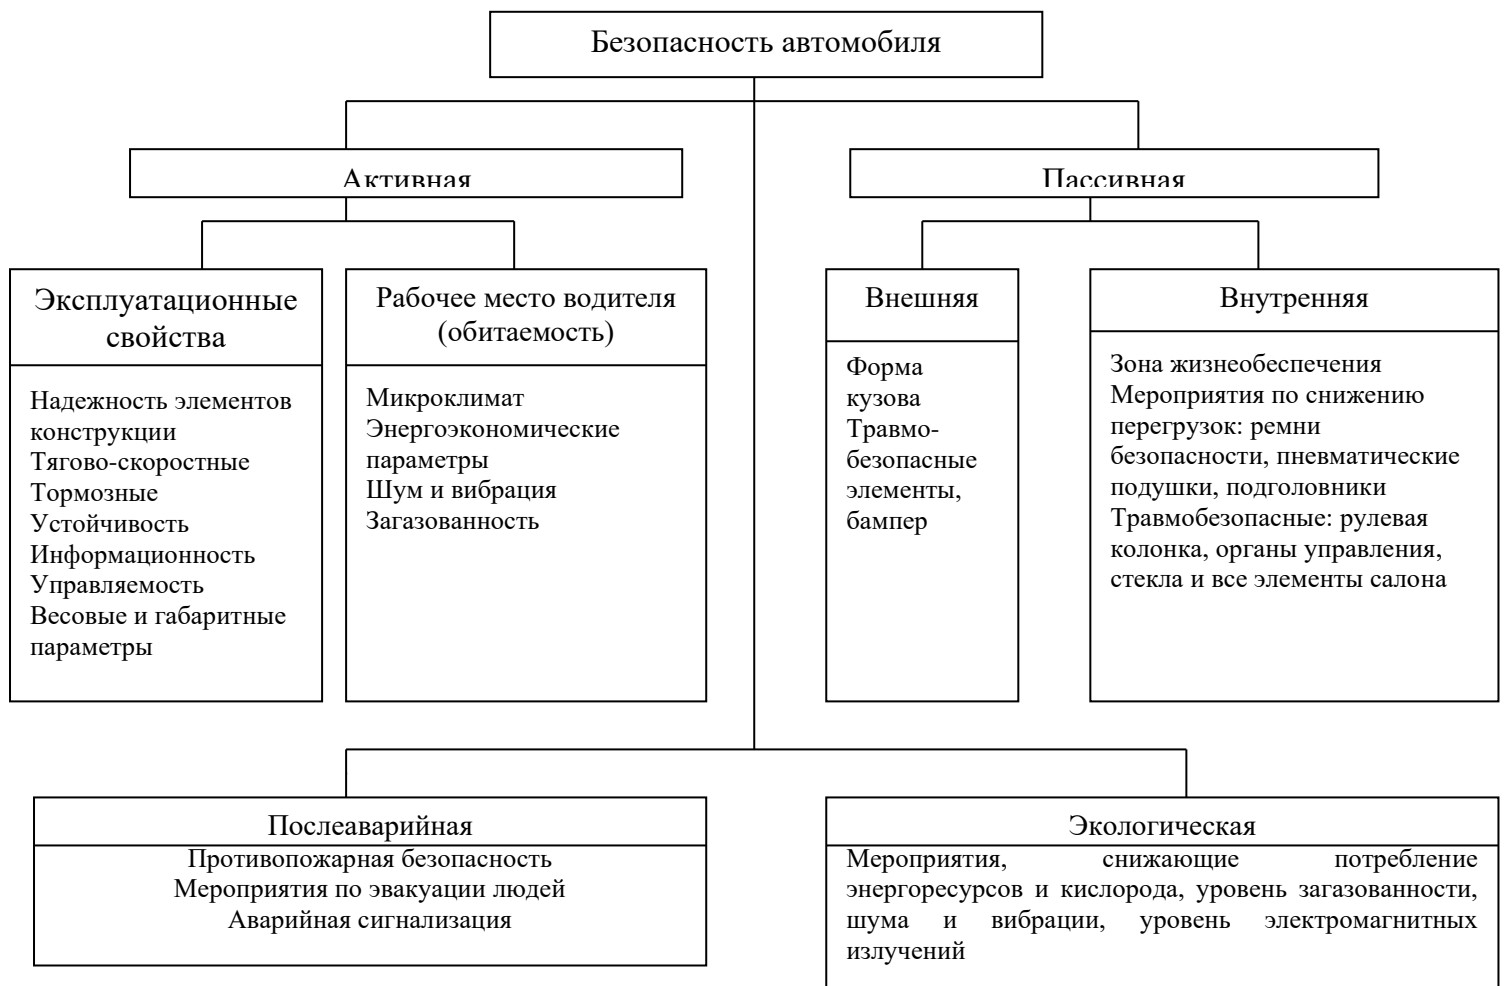 Безопасность автомобиля
Активная
Пассивная
Эксплуатационные
свойства
Надежность элементов
конструкции
Тягово-скоростные
Тормозные
Устойчивость
Информационность
Управляемость
Весовые и габаритные
параметры
Рабочее место водителя
(обитаемость)
Микроклимат
Энергоэкономические
параметры
Шум и вибрация
Загазованность
Внешняя
Форма
кузова
Травмо-
безопасные
элементы,
бампер
Внутренняя
Зона жизнеобеспечения
Мероприятия по снижению
перегрузок: ремни
безопасности, пневматические
подушки, подголовники
Травмобезопасные: рулевая
колонка, органы управления,
стекла и все элементы салона
Послеаварийная
Противопожарная безопасность
Мероприятия по эвакуации людей
Аварийная сигнализация
Экологическая
Мероприятия, снижающие потребление
энергоресурсов и кислорода, уровень загазованности,
шума и вибрации, уровень электромагнитных
излучений